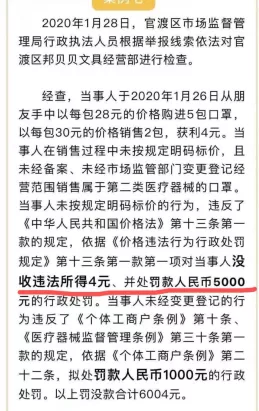 2020年1月28日，官渡区市场监督管
理局行政执法人员根据举报线索依法对官
渡区邦贝贝文具经营部进行检查。
经查，当事人于2020年1月26日从朋
友手中以每包28元的价格购进5包口罩，
以每包30元的价格销售2包，获利4元。当
事人在销售过程中未按规定明码标价，且
未经备案、未经市场监管部门变更登记经
营范围销售属于第二类医疗器械的口罩。
当事人未按规定明码标价的行为，违反了
《中华人民共和国价格法》第十三条第一
款的规定，依据《价格违法行为行政处罚
规定》第十三条第一款第一项对当事人没
收违法所得4元、并处罚款人民币5000
元的行政处罚。当事人未经变更登记的行
为违反了《个体工商户条例》第十条、
《医疗器械监督管理条例》第三十条第一
款的规定，依据《个体工商户条例》第二
十二条，拟处罚款人民币1000元的行政处
罚。以上罚没款合计6004元。